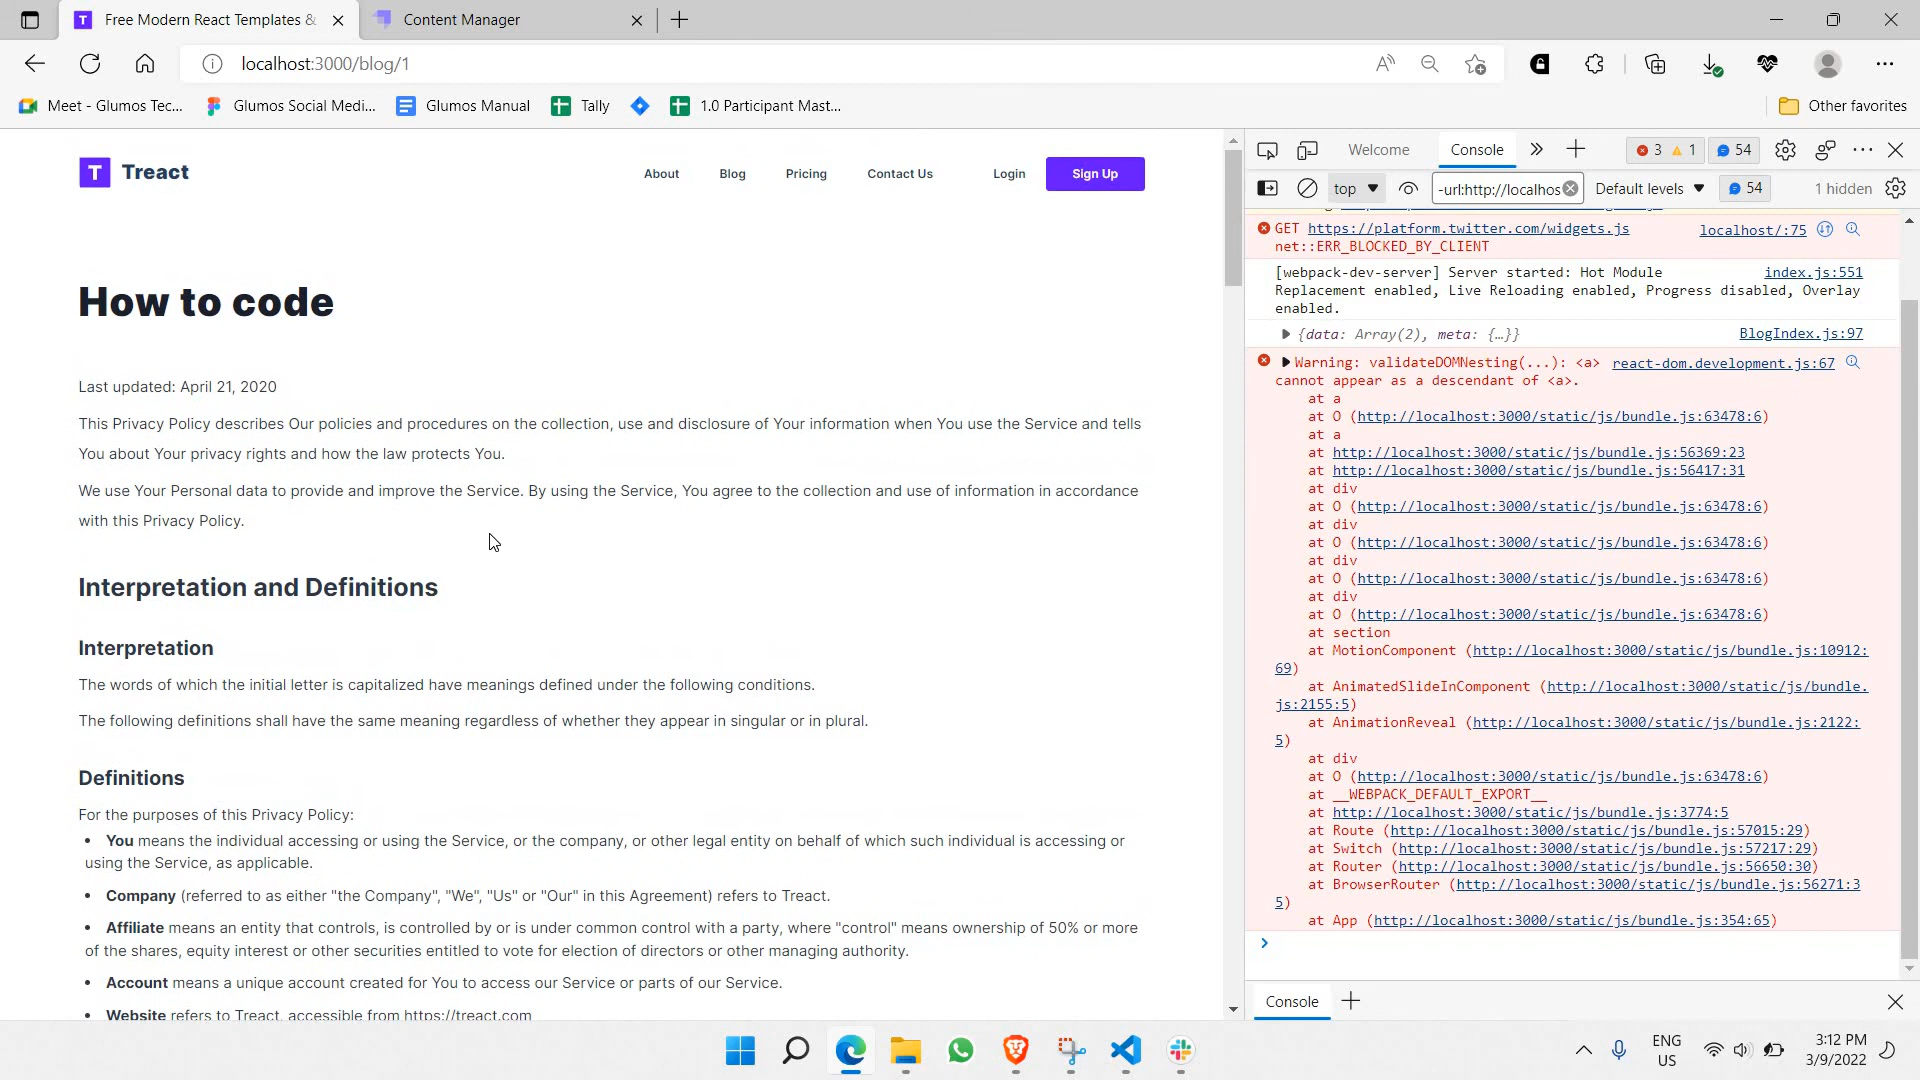 Free Modern React Templates &
Content Manager
localhost:3000/blog/1
Meet - Glumos Tec...
Glumos Social Medi...
Glumos Manual
Tally
1.0 Participant Mast...
Other favorites
T Treact
About
Blog
Pricing
Contact Us
Login
Sign Up
How to code
Last updated: April 21, 2020
This Privacy Policy describes Our policies and procedures on the collection, use and disclosure of Your information when You use the Service and tells
You about Your privacy rights and how the law protects You.
We use Your Personal data to provide and improve the Service. By using the Service, You agree to the collection and use of information in accordance
with this Privacy Policy.
Interpretation and Definitions
Interpretation
The words of which the initial letter is capitalized have meanings defined under the following conditions.
The following definitions shall have the same meaning regardless of whether they appear in singular or in plural.
Definitions
For the purposes of this Privacy Policy:
• You means the individual accessing or using the Service, or the company, or other legal entity on behalf of which such individual is accessing or
using the Service, as applicable.
• Company (referred to as either "the Company", "We", "Us" or "Our" in this Agreement) refers to Treact.
• Affiliate means an entity that controls, is controlled by or is under common control with a party, where "control" means ownership of 50% or more
of the shares, equity interest or other securities entitled to vote for election of directors or other managing authority.
• Account means a unique account created for You to access our Service or parts of our Service.
• Website refers to Treact, accessible from https://treact.com
Welcome
Console
3
1
54
top
-url:http://localhos
Default levels
54
1 hidden
GET https://platform.twitter.com/widgets.js localhost/:75
net::ERR_BLOCKED_BY_CLIENT
[webpack-dev-server] Server started: Hot Module index.js:551
Replacement enabled, Live Reloading enabled, Progress disabled, Overlay
enabled.
{data: Array(2), meta: {…}} BlogIndex.js:97
Warning: validateDOMNesting(...): <a> react-dom.development.js:67
cannot appear as a descendant of <a>.
at a
at O (http://localhost:3000/static/js/bundle.js:63478:6)
at a
at http://localhost:3000/static/js/bundle.js:56369:23
at http://localhost:3000/static/js/bundle.js:56417:31
at div
at O (http://localhost:3000/static/js/bundle.js:63478:6)
at div
at O (http://localhost:3000/static/js/bundle.js:63478:6)
at div
at O (http://localhost:3000/static/js/bundle.js:63478:6)
at div
at O (http://localhost:3000/static/js/bundle.js:63478:6)
at section
at MotionComponent (http://localhost:3000/static/js/bundle.js:10912:
69)
at AnimatedSlideInComponent (http://localhost:3000/static/js/bundle.
js:2155:5)
at AnimationReveal (http://localhost:3000/static/js/bundle.js:2122:
5)
at div
at O (http://localhost:3000/static/js/bundle.js:63478:6)
at __WEBPACK_DEFAULT_EXPORT__
at http://localhost:3000/static/js/bundle.js:3774:5
at Route (http://localhost:3000/static/js/bundle.js:57015:29)
at Switch (http://localhost:3000/static/js/bundle.js:57217:29)
at Router (http://localhost:3000/static/js/bundle.js:56650:30)
at BrowserRouter (http://localhost:3000/static/js/bundle.js:56271:3
5)
at App (http://localhost:3000/static/js/bundle.js:354:65)
Console
ENG
US
3:12 PM
3/9/2022